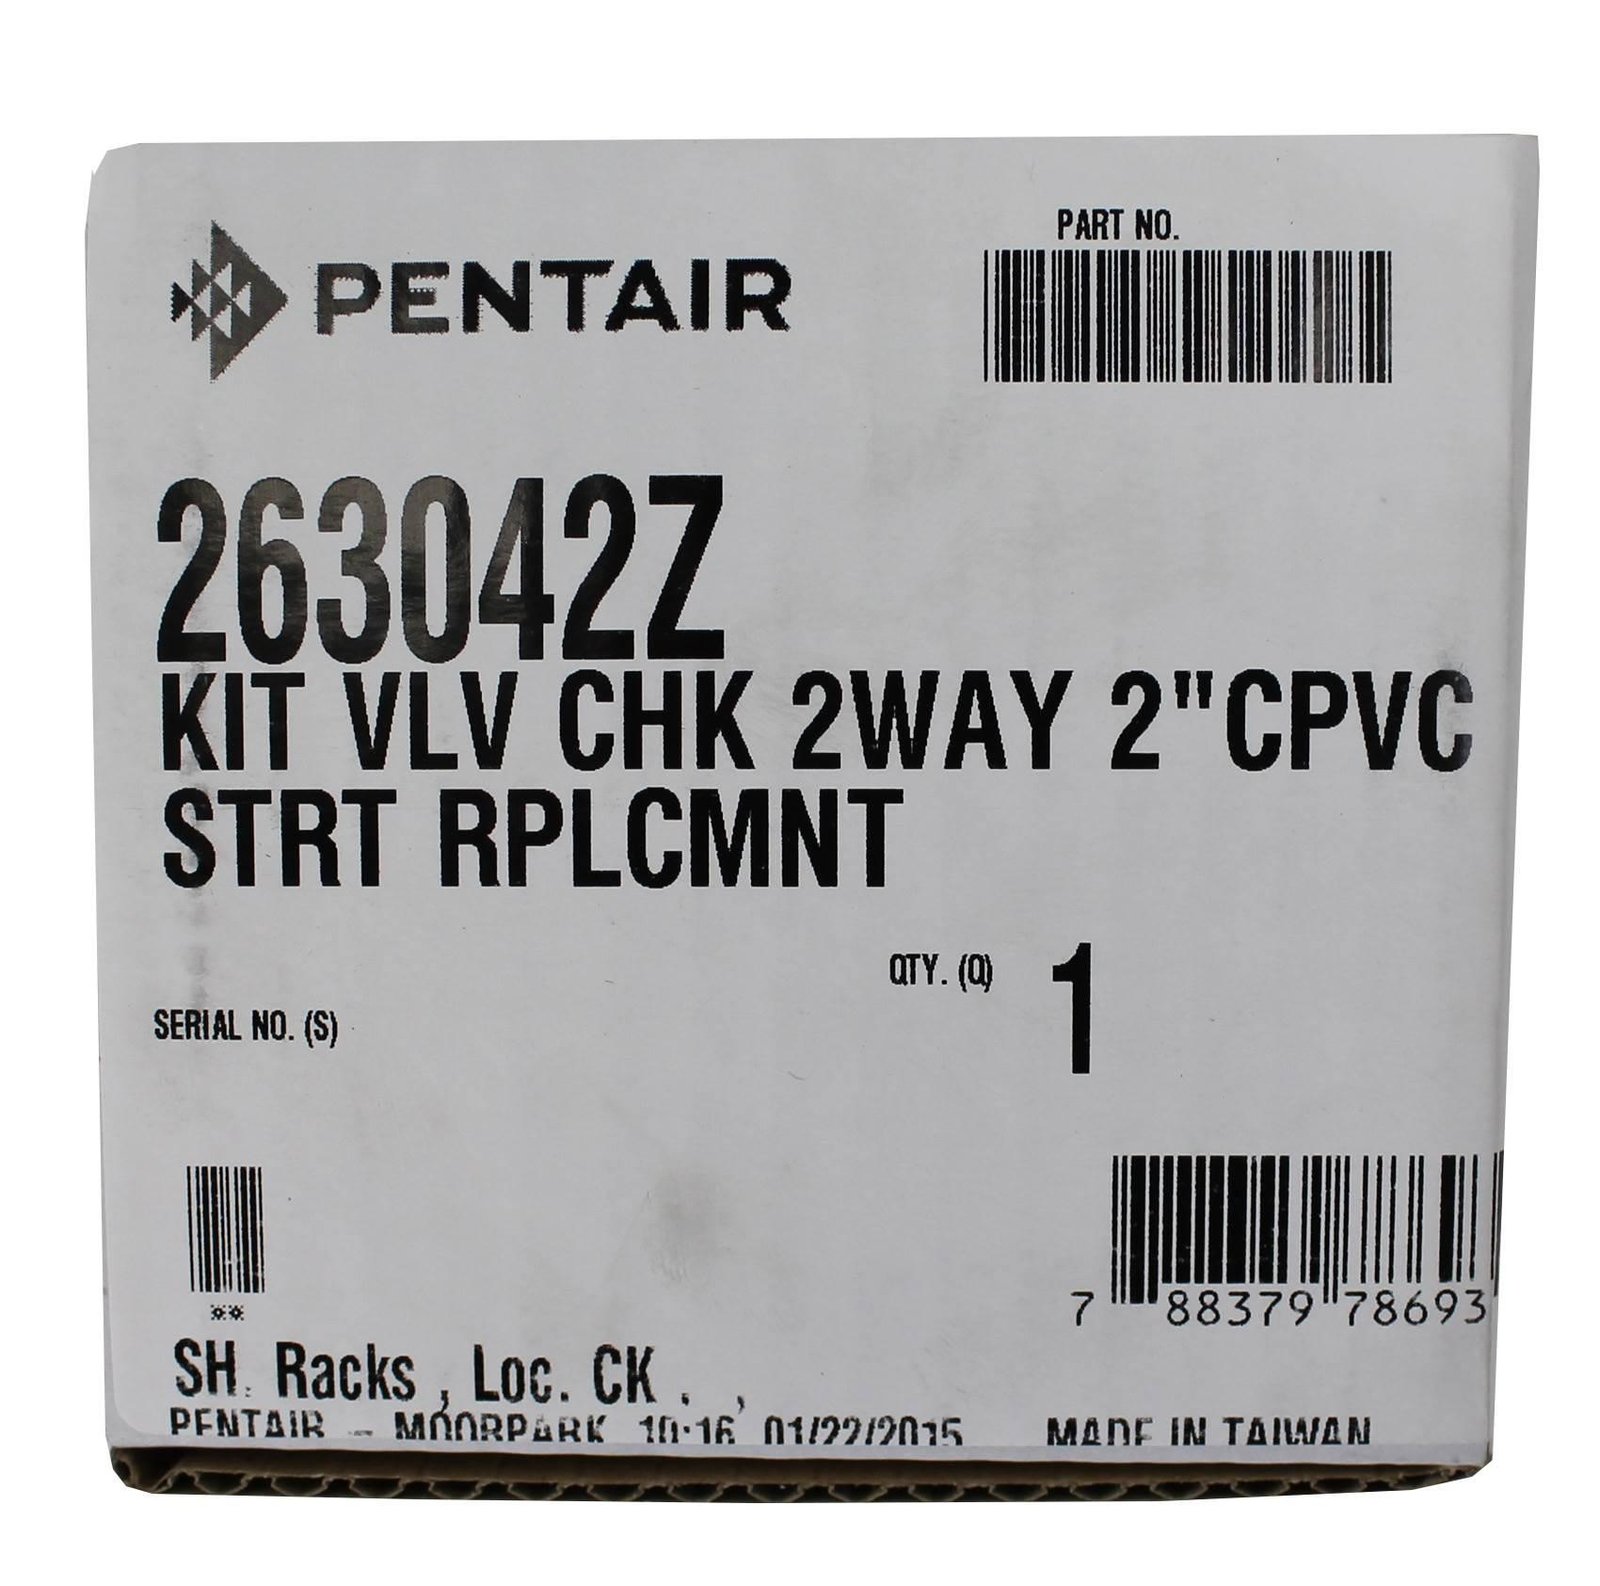 PENTAIR
PART NO.
263042Z
KIT VLV CHK 2WAY 2"CPVC
STRT RPLCMNT
QTY. (Q) 1
SERIAL NO. (S)
**
7 88379 78693
SH. Racks , Loc. CK . ,
PENTAIR - MOORPARK 10:16 01/22/2015 MADE IN TAIWAN